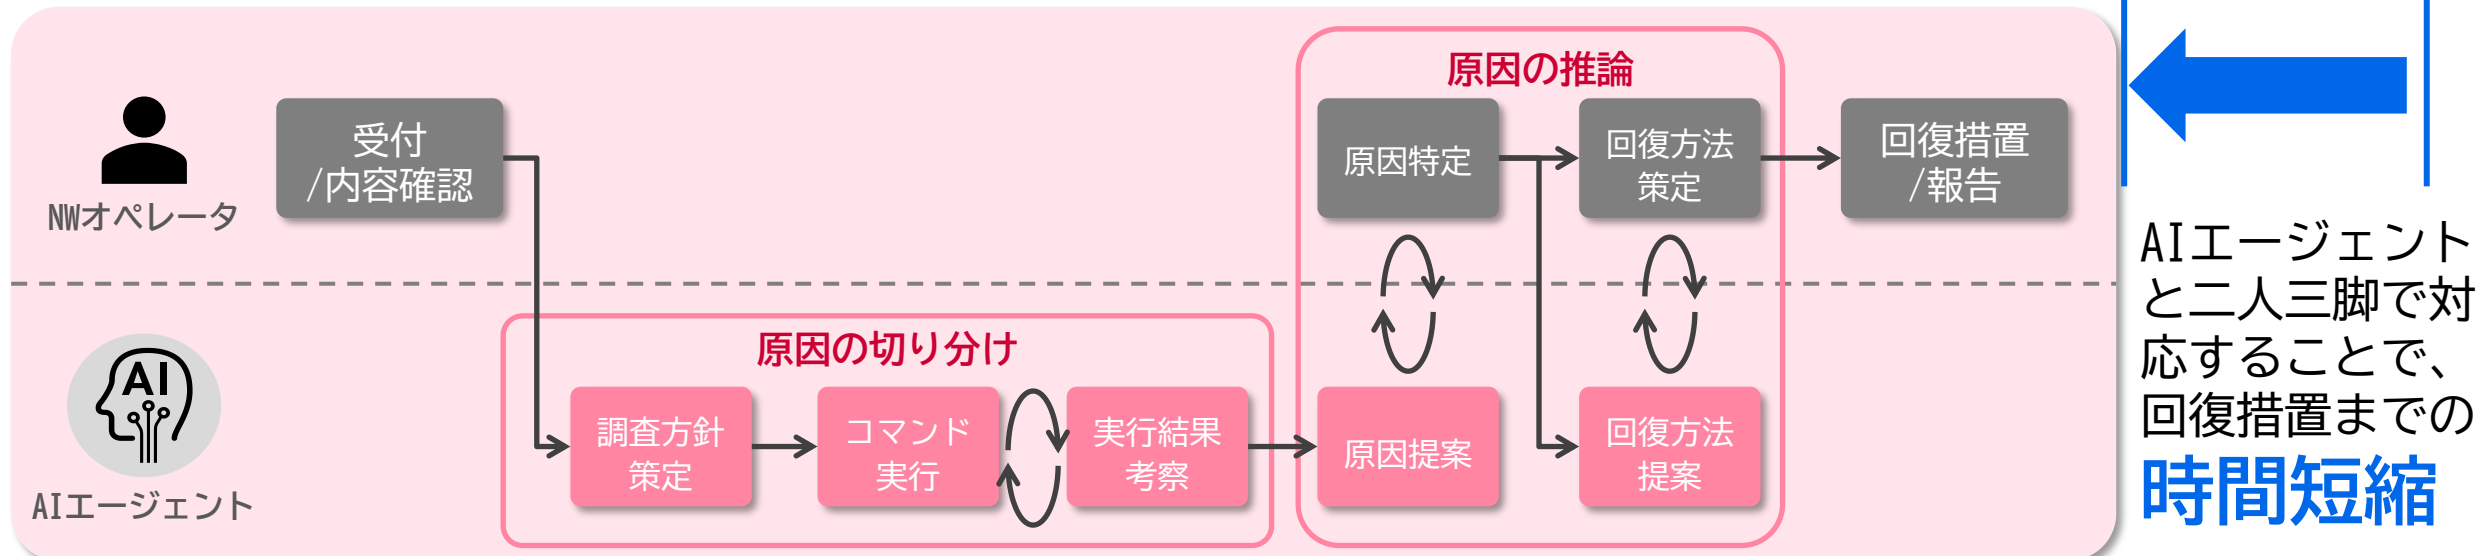 原因の推論
NWオペレータ
受付
/内容確認
原因特定
回復方法
策定
回復措置
/報告
AI
AIエージェント
原因の切り分け
調査方針
策定
コマンド
実行
実行結果
考察
原因提案
回復方法
提案
AIエージェント
と二人三脚で対
応することで、
回復措置までの
時間短縮